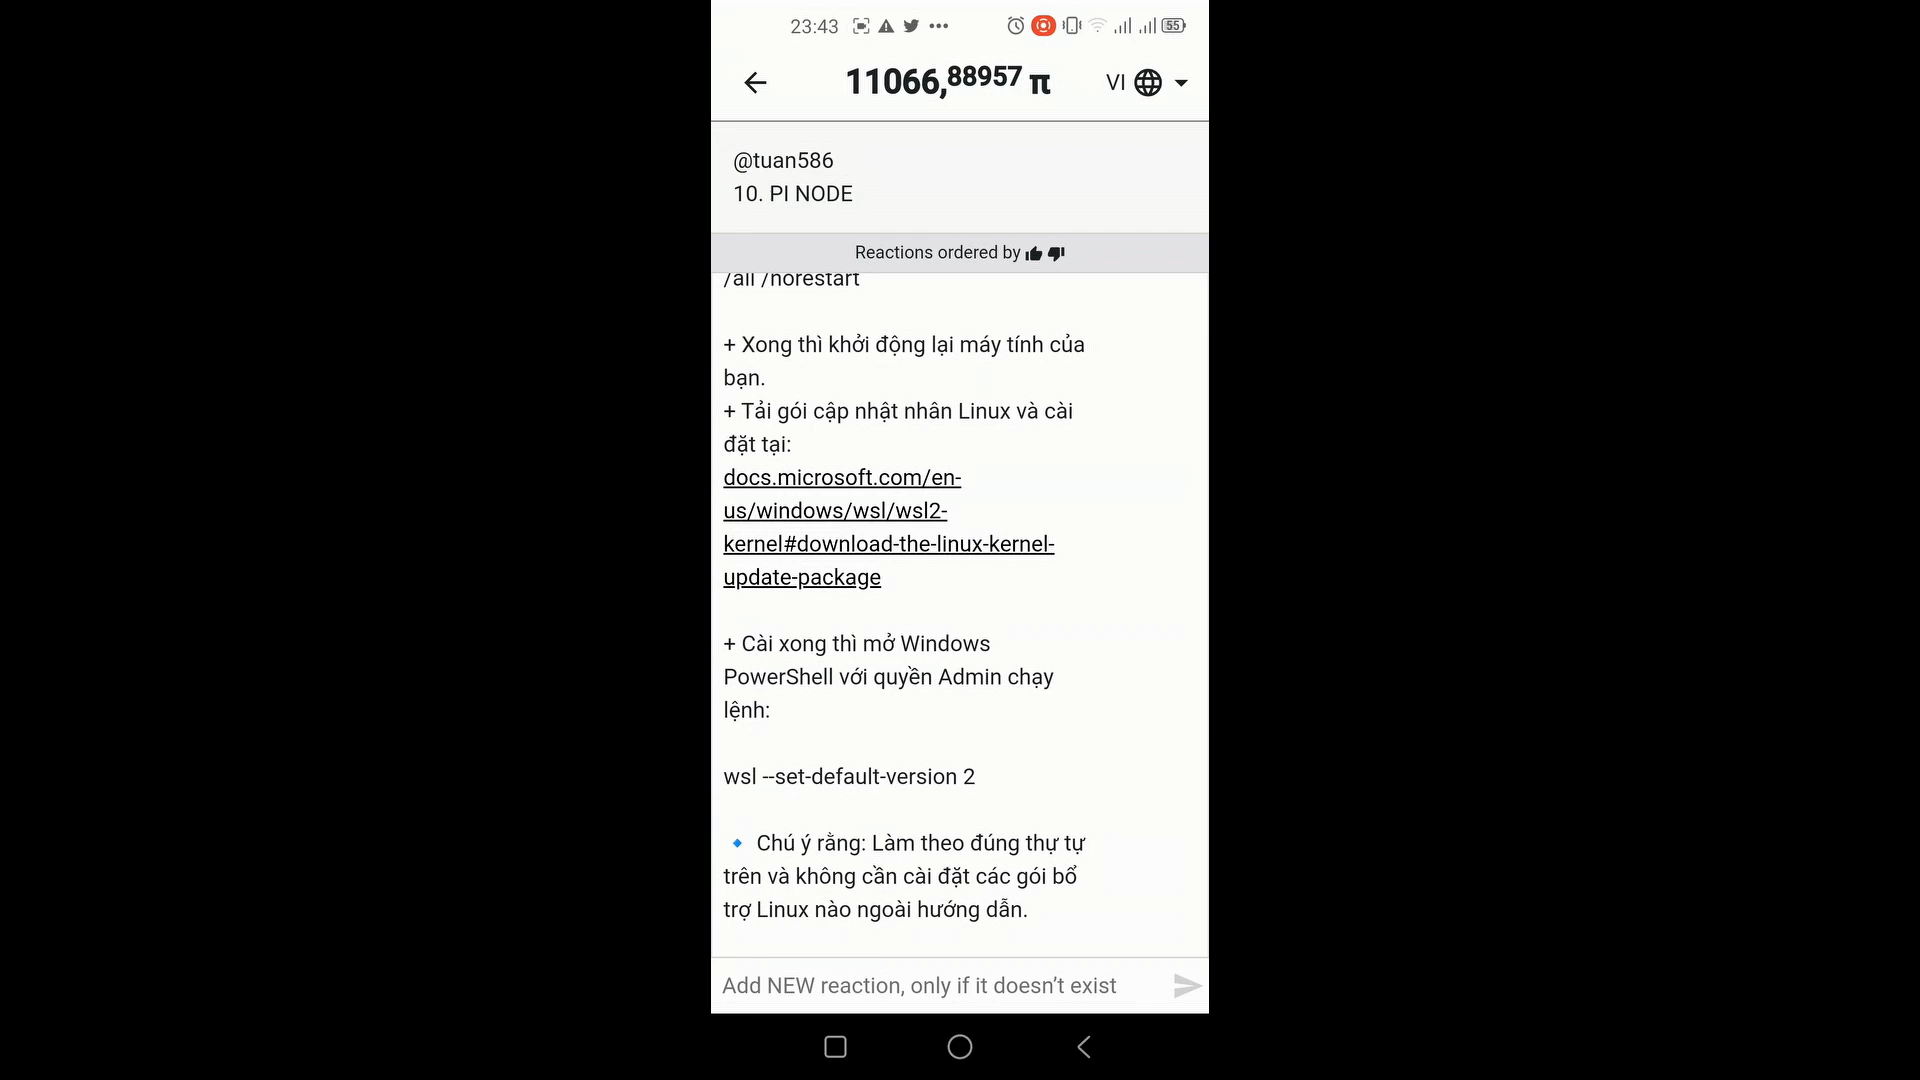 23:43
55
11066,88957 π
VI
@tuan586
10. PI NODE
Reactions ordered by
/all /norestart
+ Xong thì khởi động lại máy tính của
bạn.
+ Tải gói cập nhật nhân Linux và cài
đặt tại:
docs.microsoft.com/en-
us/windows/wsl/wsl2-
kernel#download-the-linux-kernel-
update-package
+ Cài xong thì mở Windows
PowerShell với quyền Admin chạy
lệnh:
wsl --set-default-version 2
🔹 Chú ý rằng: Làm theo đúng thự tự
trên và không cần cài đặt các gói bổ
trợ Linux nào ngoài hướng dẫn.
Add NEW reaction, only if it doesn’t exist